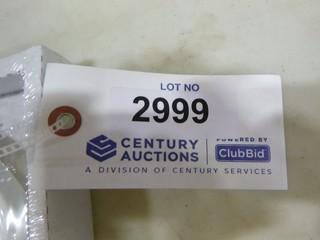 LOT NO
2999
CENTURY
AUCTIONS
POWERED BY
ClubBid
A DIVISION OF CENTURY SERVICES